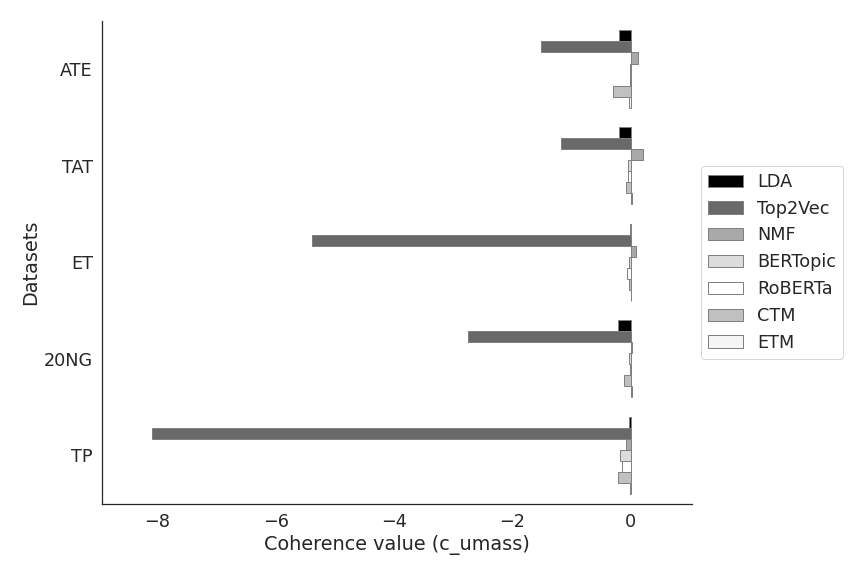 Datasets
ATE
TAT
ET
20NG
TP
−8 −6 −4 −2 0
Coherence value (c_umass)
LDA
Top2Vec
NMF
BERTopic
RoBERTa
CTM
ETM